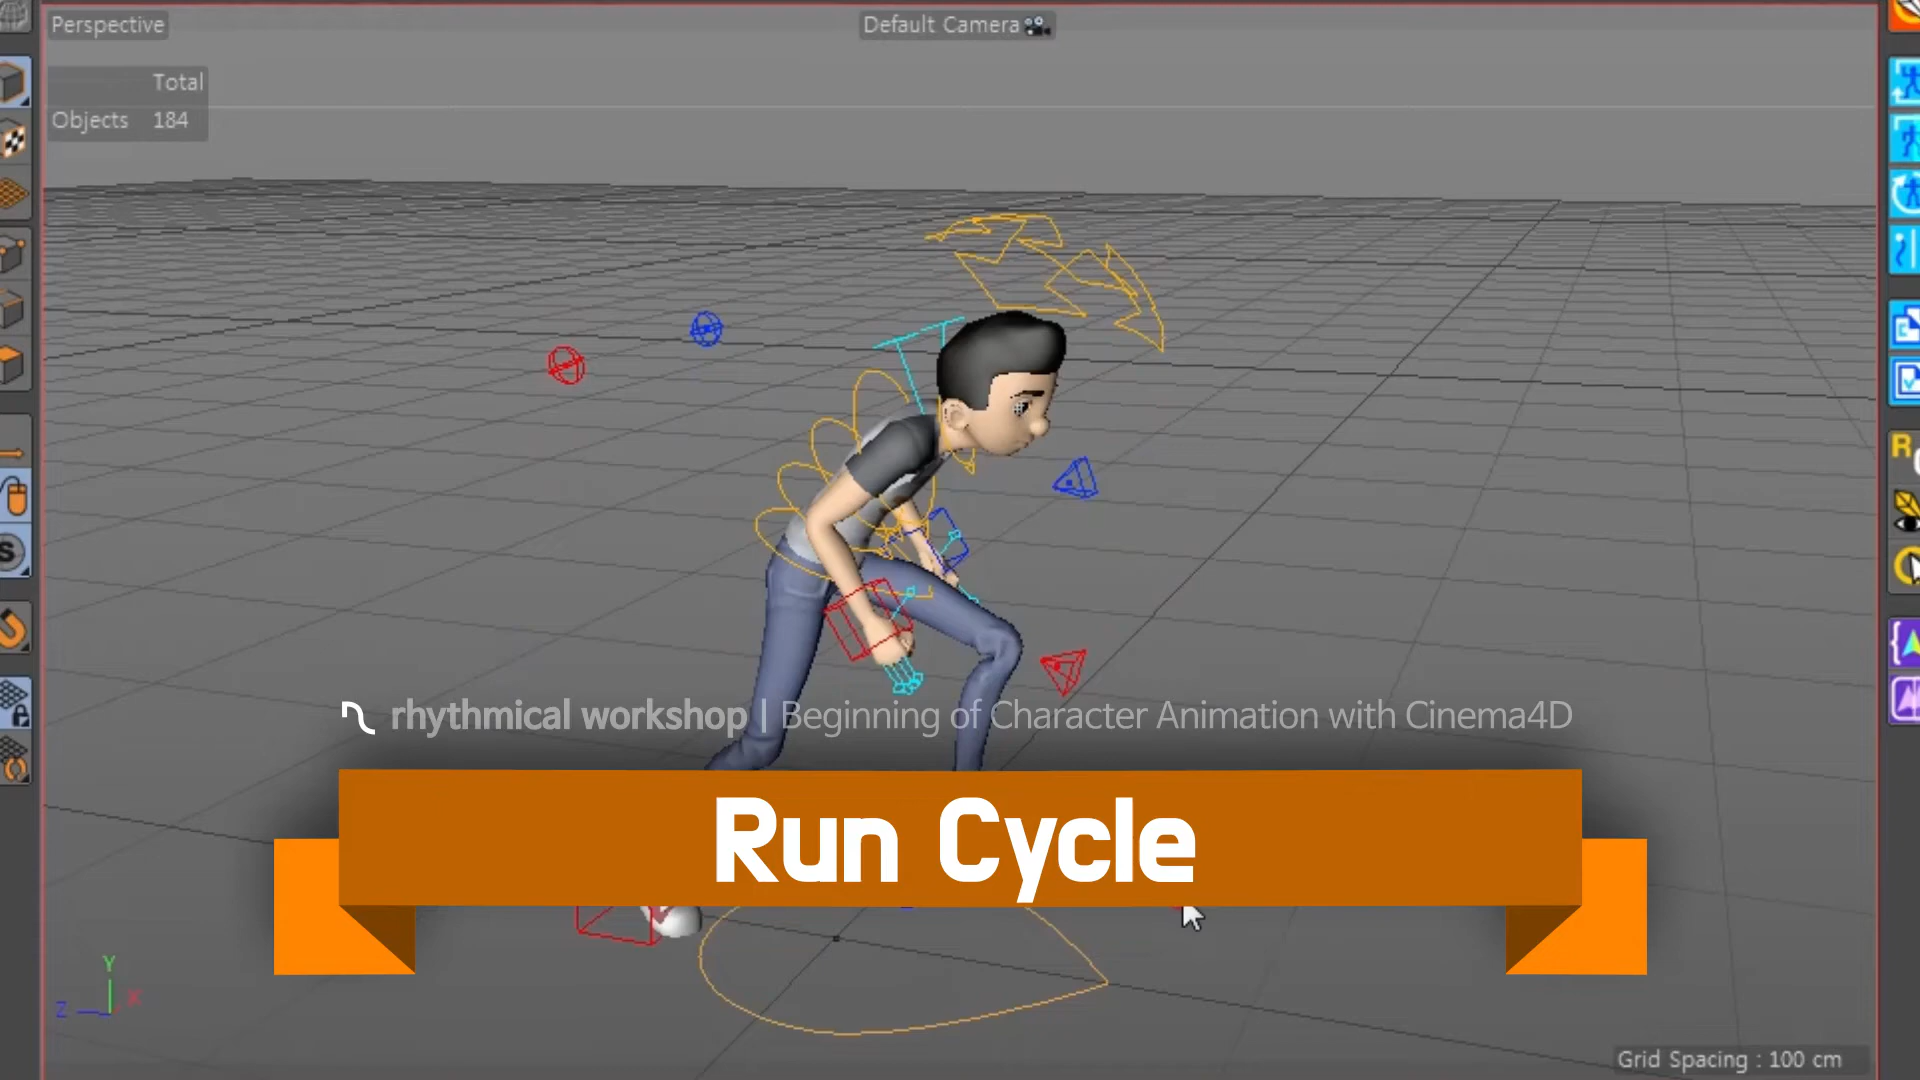 Perspective
Default Camera
Total
Objects 184
rhythmical workshop | Beginning of Character Animation with Cinema4D
Run Cycle
Y
X
Z
Grid Spacing : 100 cm
S
R